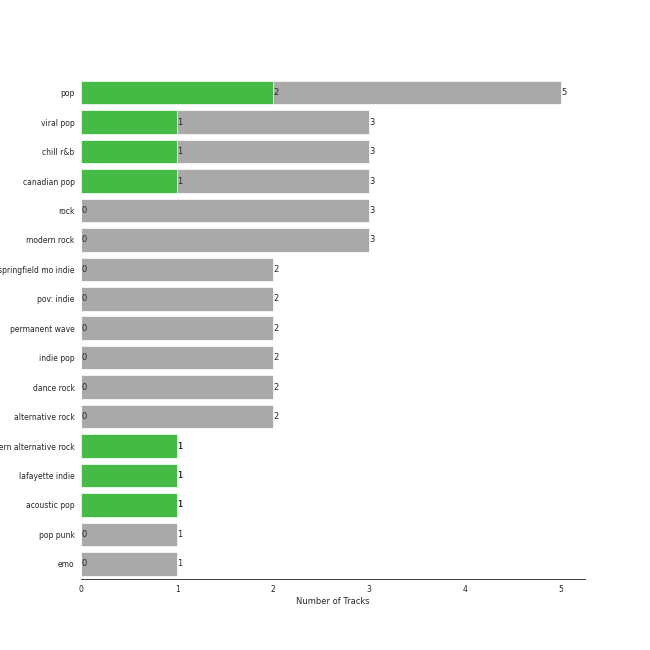 pop 2 5
viral pop 1 3
chill r&b 1 3
canadian pop 1 3
rock 0 3
modern rock 0 3
springfield mo indie 0 2
pov: indie 0 2
permanent wave 0 2
indie pop 0 2
dance rock 0 2
alternative rock 0 2
ern alternative rock 1
lafayette indie 1
acoustic pop 1
pop punk 0 1
emo 0 1
0 1 2 3 4 5
Number of Tracks